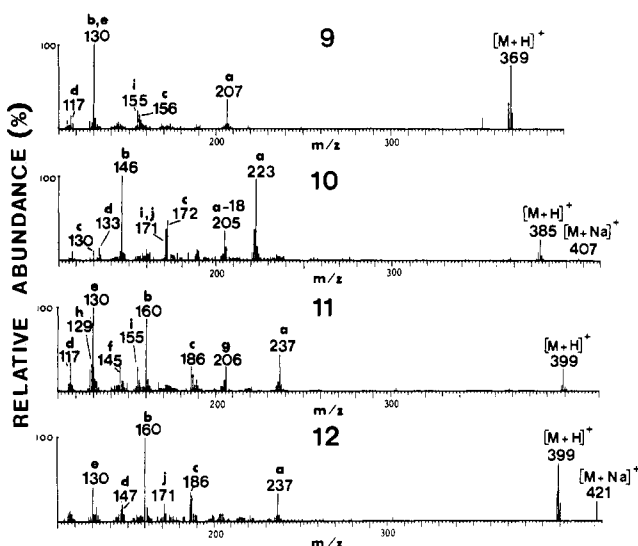 RELATIVE ABUNDANCE (%)
9
100
d
117
b,e
130
i
155
c
156
a
207
[M+H]+
369
200
300
m/z
m/z
10
100
c
130
d
133
b
146
i,j
171
c
172
a-18
205
a
223
[M+H]+
385
[M+Na]+
407
200
300
m/z
m/z
11
100
d
117
h
129
e
130
f
145
i
155
b
160
c
186
g
206
a
237
[M+H]+
399
200
300
m/z
m/z
12
100
e
130
d
147
b
160
j
171
c
186
a
237
[M+H]+
399
[M+Na]+
421
200
300
m/z
m/z